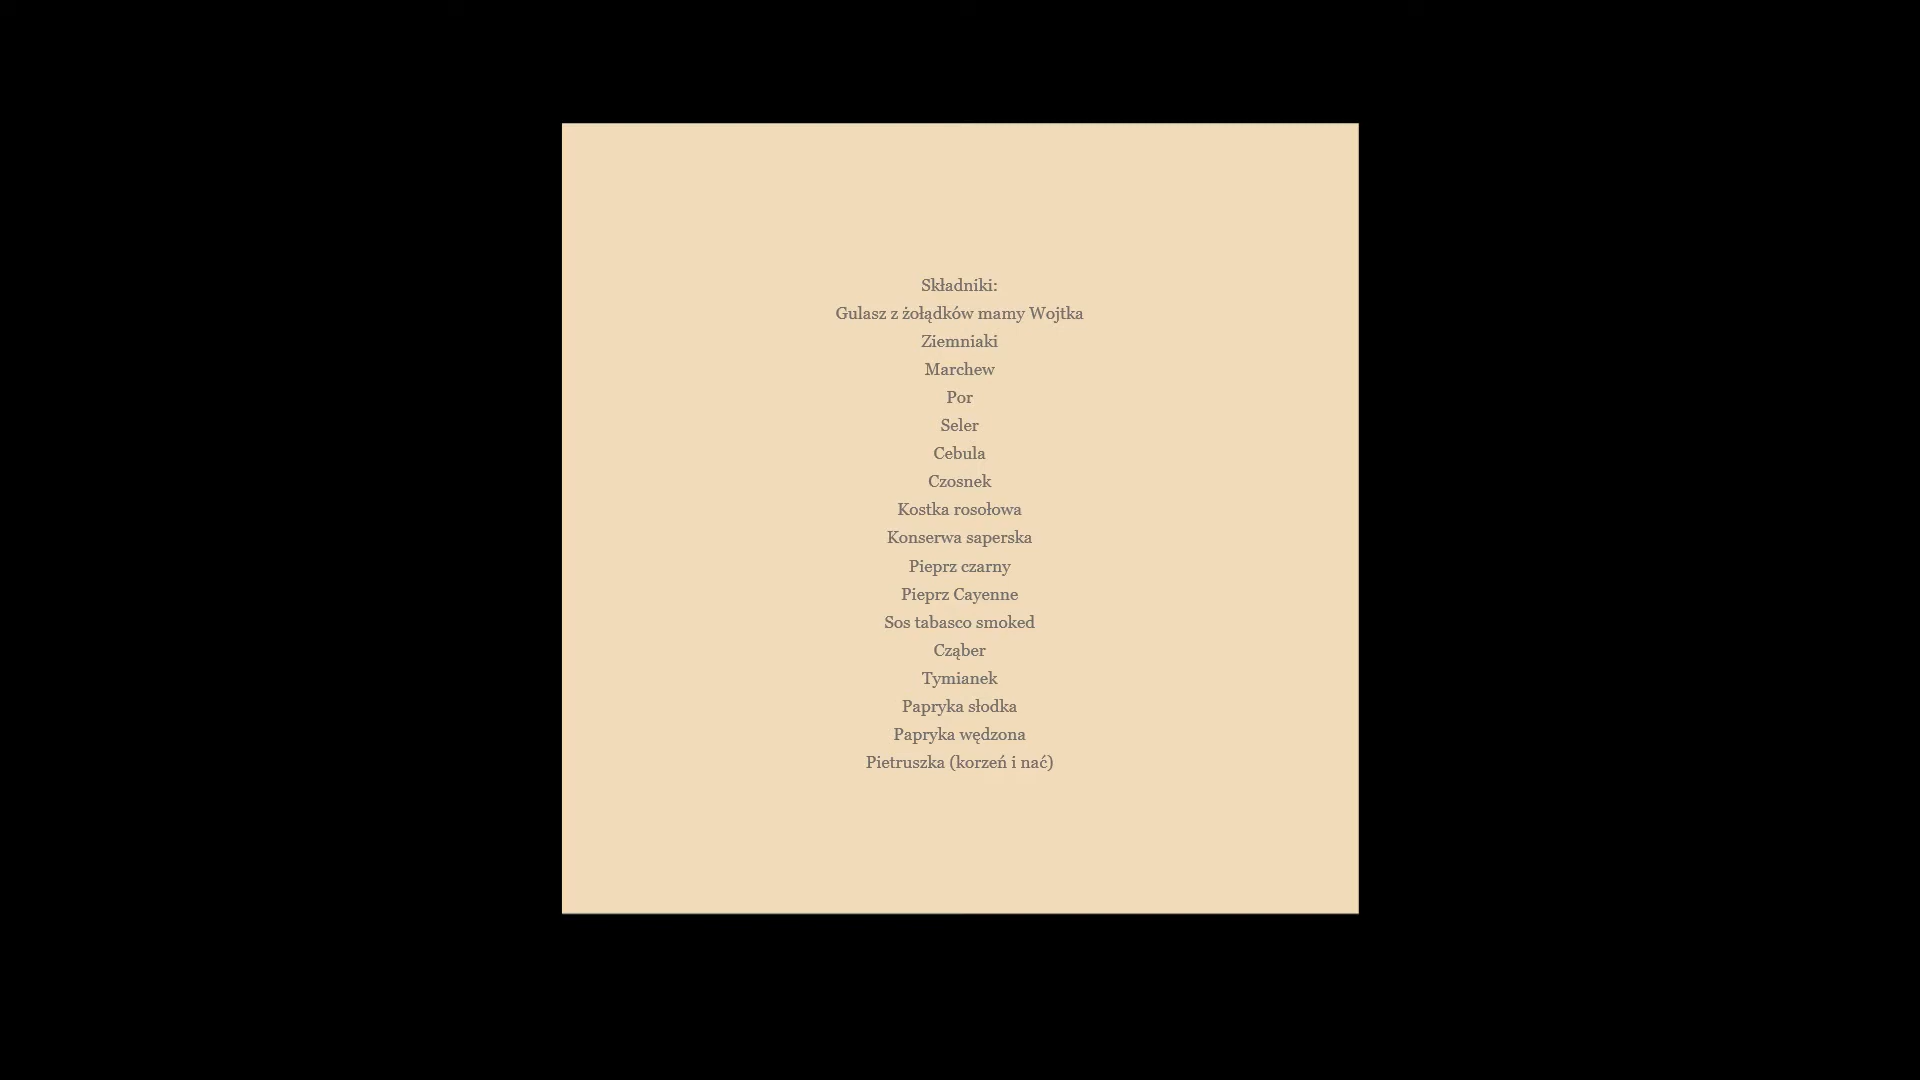 Składniki:
Gulasz z żołądków mamy Wojtka
Ziemniaki
Marchew
Por
Seler
Cebula
Czosnek
Kostka rosołowa
Konserwa saperska
Pieprz czarny
Pieprz Cayenne
Sos tabasco smoked
Cząber
Tymianek
Papryka słodka
Papryka wędzona
Pietruszka (korzeń i nać)